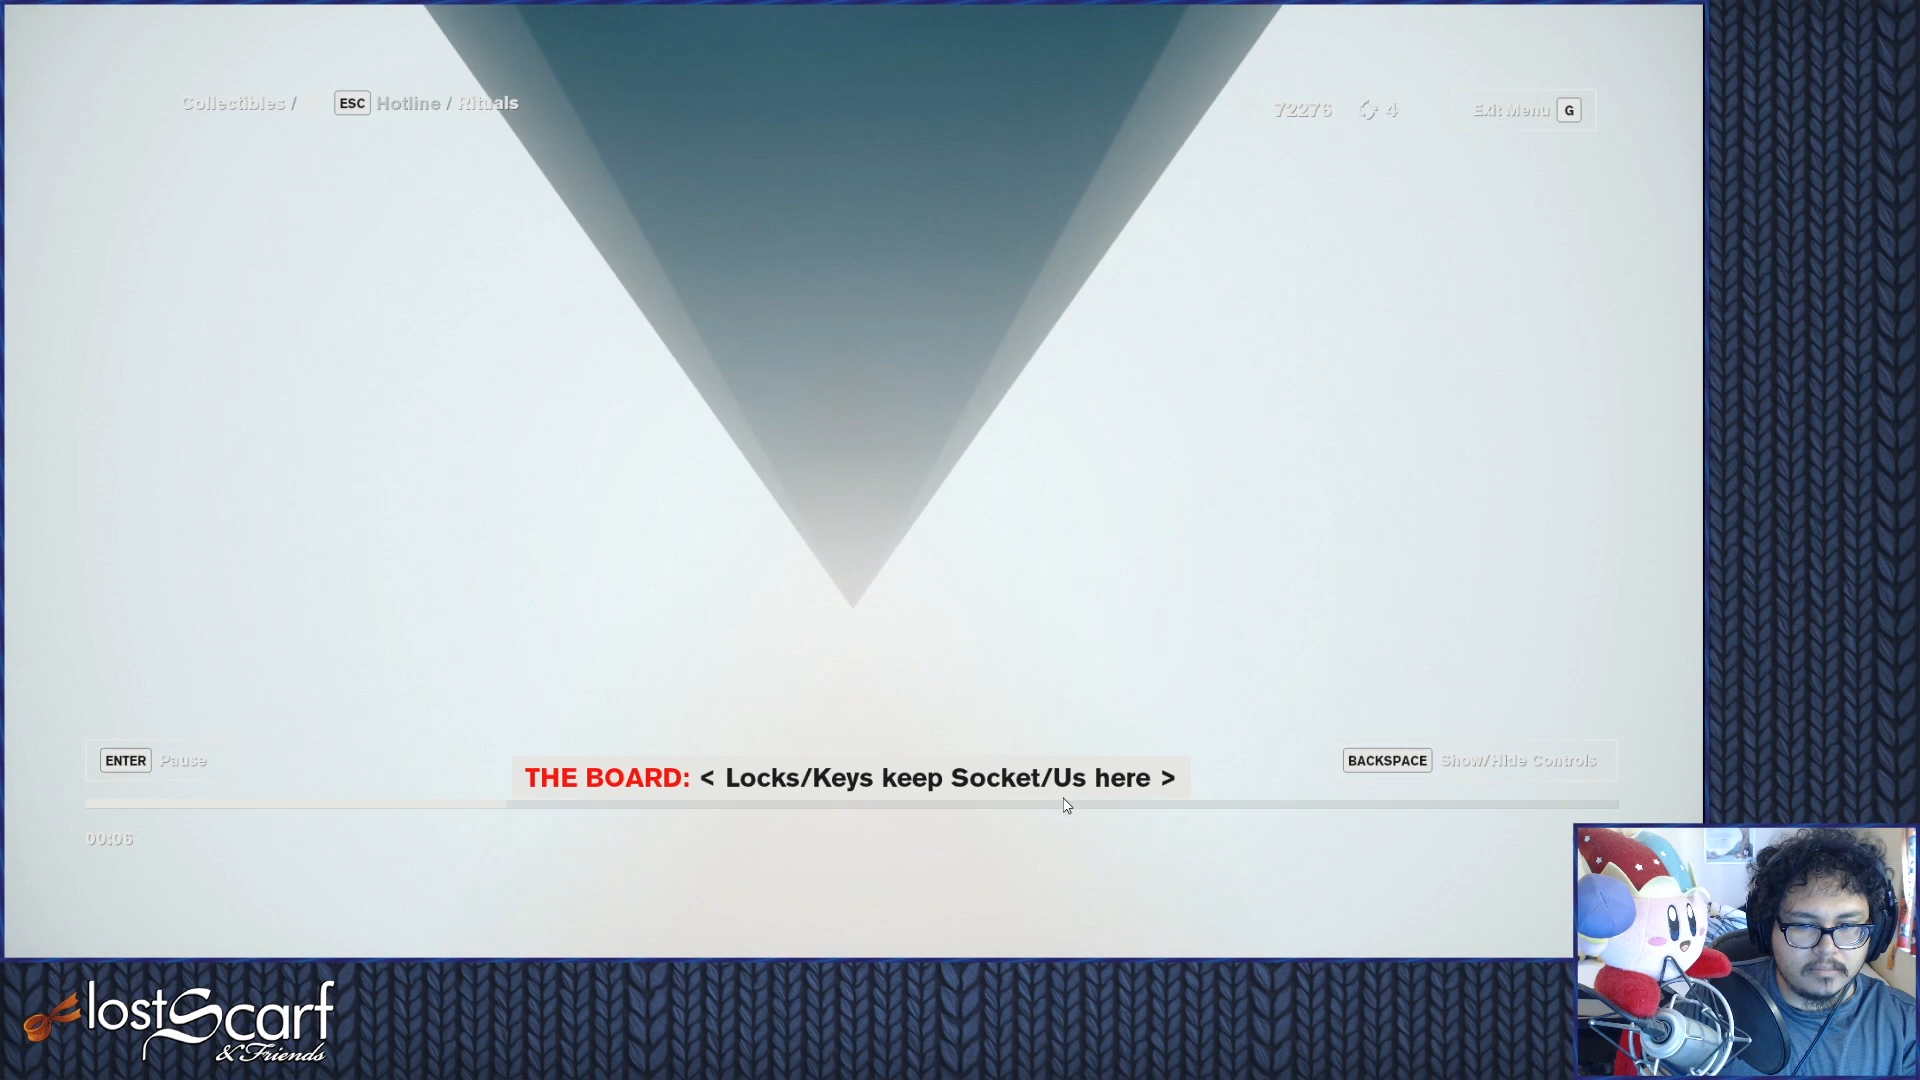 Collectibles / ESC Hotline / Rituals
72276 4
Exit Menu G
ENTER Pause
BACKSPACE Show/Hide Controls
THE BOARD: < Locks/Keys keep Socket/Us here >
00:06
lostScarf
& Friends